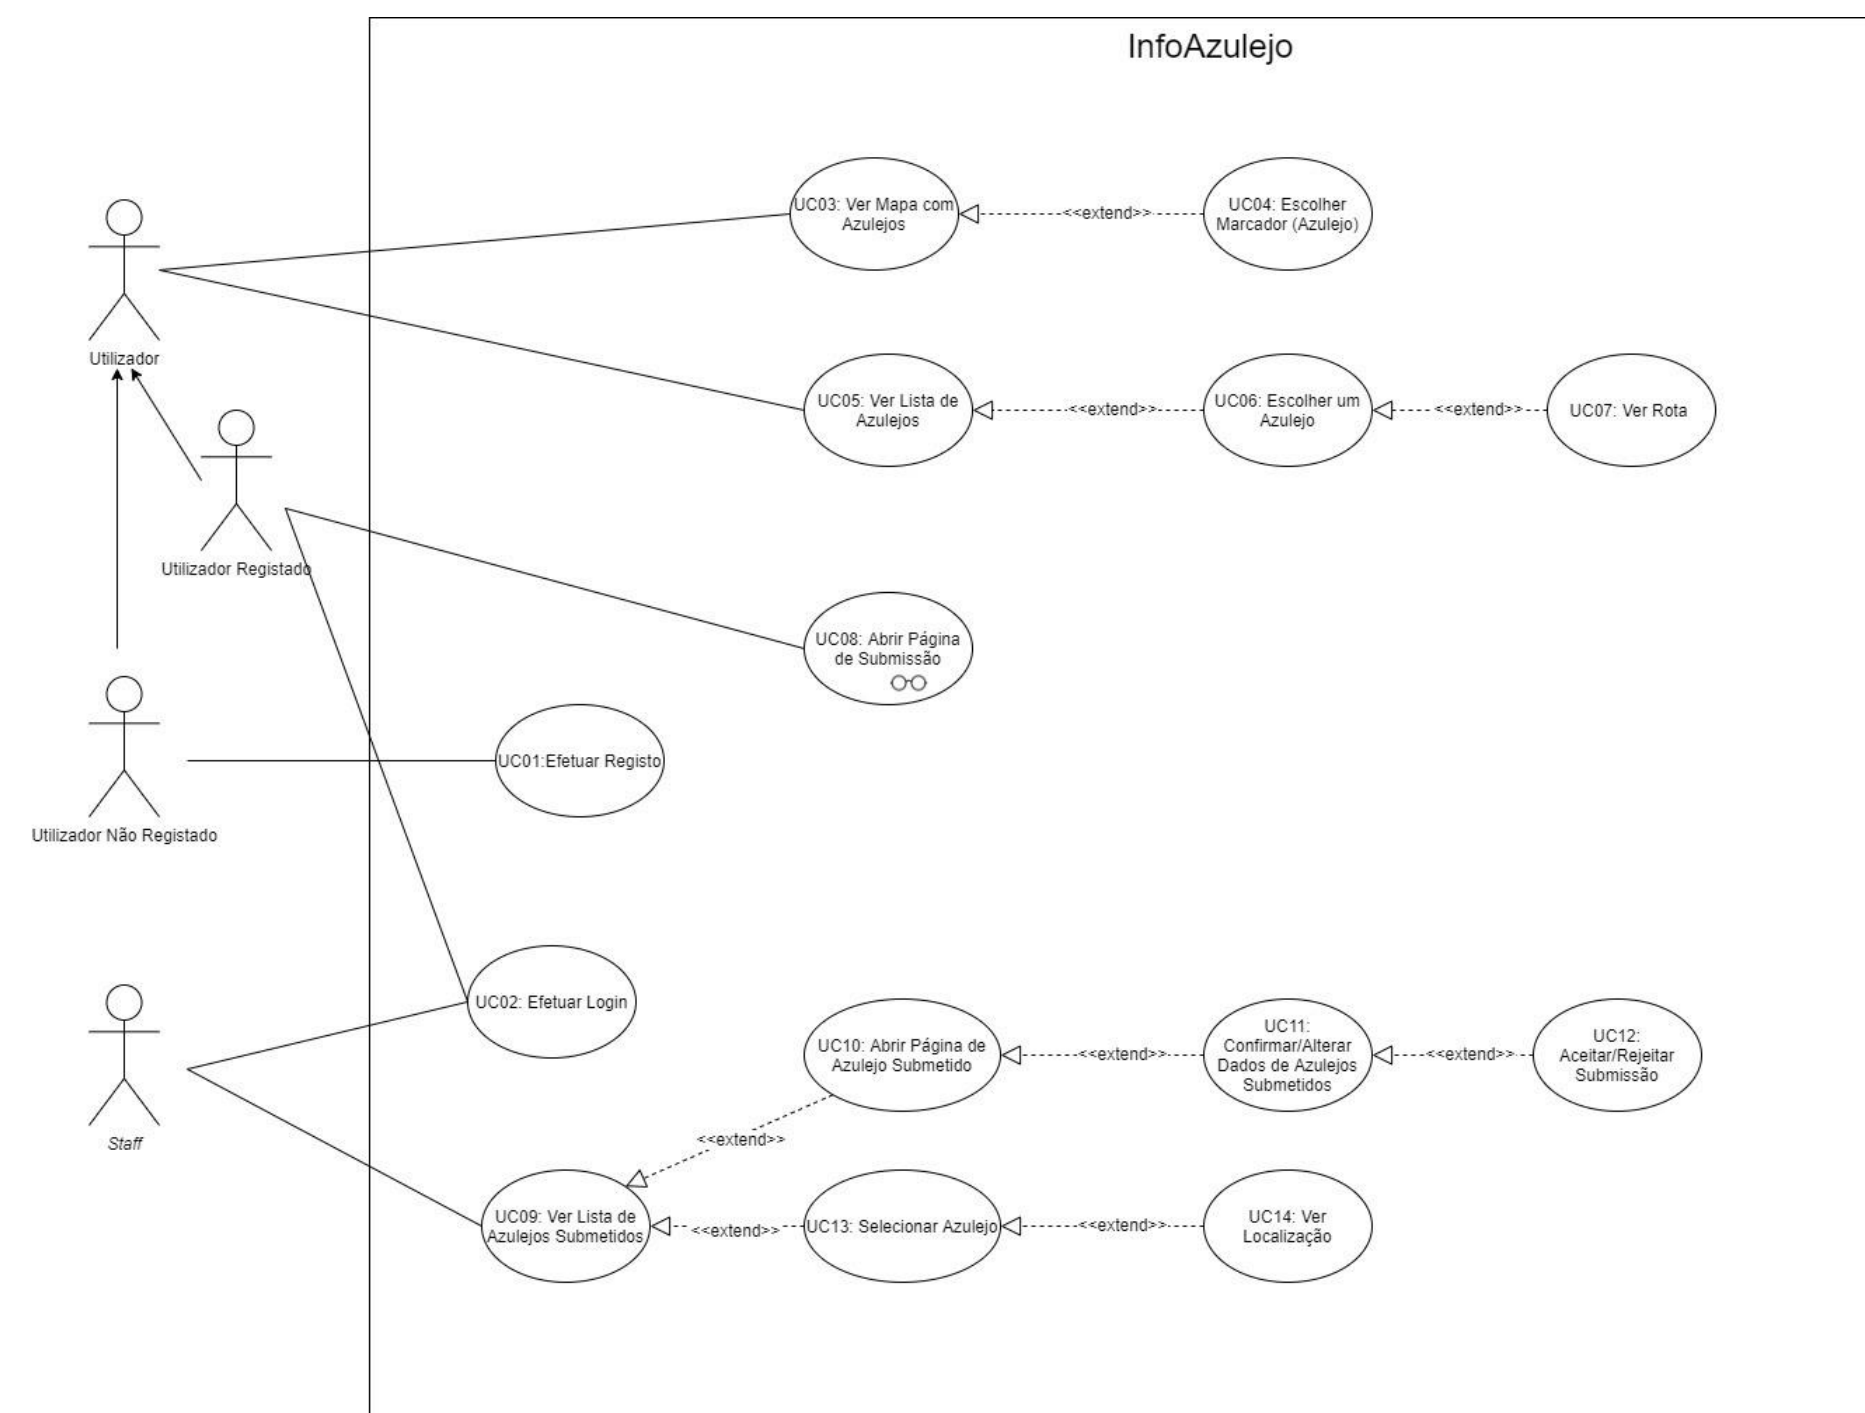 InfoAzulejo
UC03: Ver Mapa com
Azulejos
<<extend>>
UC04: Escolher
Marcador (Azulejo)
Utilizador
UC05: Ver Lista de
Azulejos
<<extend>>
UC06: Escolher um
Azulejo
<<extend>>
UC07: Ver Rota
Utilizador Registado
UC08: Abrir Página
de Submissão
UC01:Efetuar Registo
Utilizador Não Registado
UC02: Efetuar Login
Staff
UC10: Abrir Página de
Azulejo Submetido
<<extend>>
UC11:
Confirmar/Alterar
Dados de Azulejos
Submetidos
<<extend>>
UC12:
Aceitar/Rejeitar
Submissão
<<extend>>
UC09: Ver Lista de
Azulejos Submetidos
<<extend>>
UC13: Selecionar Azulejo
<<extend>>
UC14: Ver
Localização